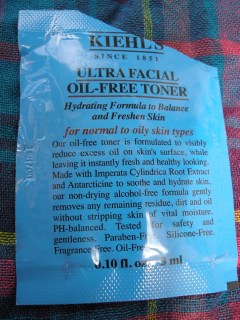 KIEHL'S
SINCE 1851
ULTRA FACIAL
OIL-FREE TONER
Hydrating Formula to Balance
and Freshen Skin
for normal to oily skin types
Our oil-free toner is formulated to visibly
reduce excess oil on skin's surface, while
leaving it instantly fresh and healthy looking.
Made with Imperata Cylindrica Root Extract
and Antarcticine to soothe and hydrate skin,
our non-drying alcohol-free formula gently
removes any remaining residue, dirt and oil
without stripping skin of vital moisture.
PH-balanced. Tested for safety and
gentleness. Paraben-Free, Silicone-Free,
Fragrance Free, Oil-Free
0.10 fl. oz. 3 ml